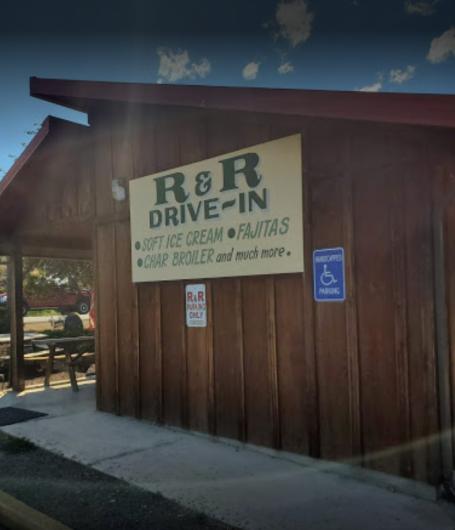 R & R
DRIVE-IN
• SOFT ICE CREAM • FAJITAS
• CHAR BROILER and much more •
R&R
PARKING
ONLY
HANDICAPPED
PARKING